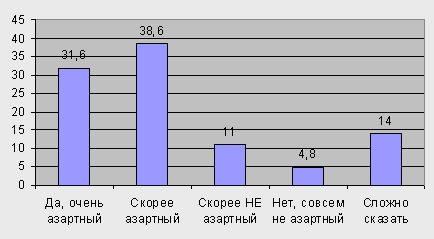 45
40
35
30
25
20
15
10
5
0
31,6
38,6
11
4,8
14
Да, очень
азартный
Скорее
азартный
Скорее НЕ
азартный
Нет, совсем
не азартный
Сложно
сказать